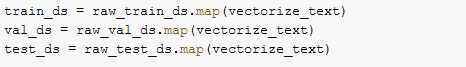 train_ds = raw_train_ds.map(vectorize_text)
val_ds = raw_val_ds.map(vectorize_text)
test_ds = raw_test_ds.map(vectorize_text)